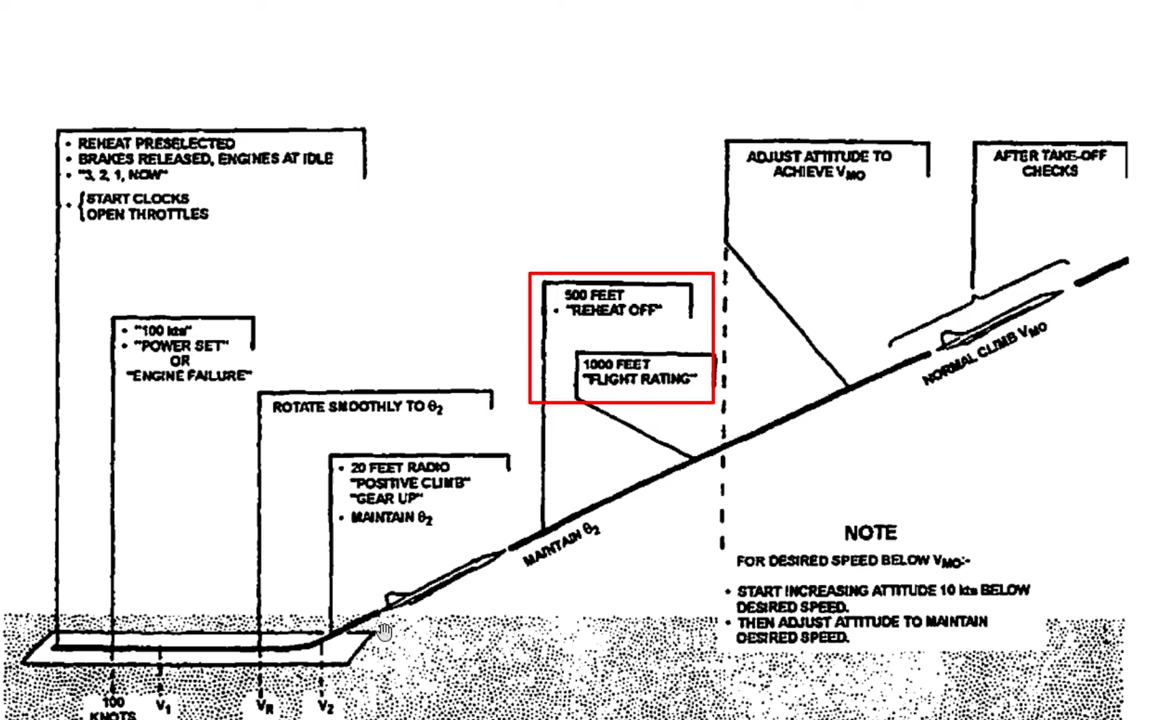 • REHEAT PRESELECTED
• BRAKES RELEASED, ENGINES AT IDLE
• "3, 2, 1, NOW"
• { START CLOCKS
OPEN THROTTLES
• "100 kts"
• "POWER SET"
OR
"ENGINE FAILURE"
ROTATE SMOOTHLY TO θ2
• 20 FEET RADIO
"POSITIVE CLIMB"
"GEAR UP"
• MAINTAIN θ2
500 FEET
• "REHEAT OFF"
1000 FEET
"FLIGHT RATING"
ADJUST ATTITUDE TO
ACHIEVE VMO
AFTER TAKE-OFF
CHECKS
NORMAL CLIMB VMO
MAINTAIN θ2
NOTE
FOR DESIRED SPEED BELOW VMO:-
• START INCREASING ATTITUDE 10 kts BELOW
DESIRED SPEED.
• THEN ADJUST ATTITUDE TO MAINTAIN
DESIRED SPEED.
100
KNOTS
V1
VR
V2